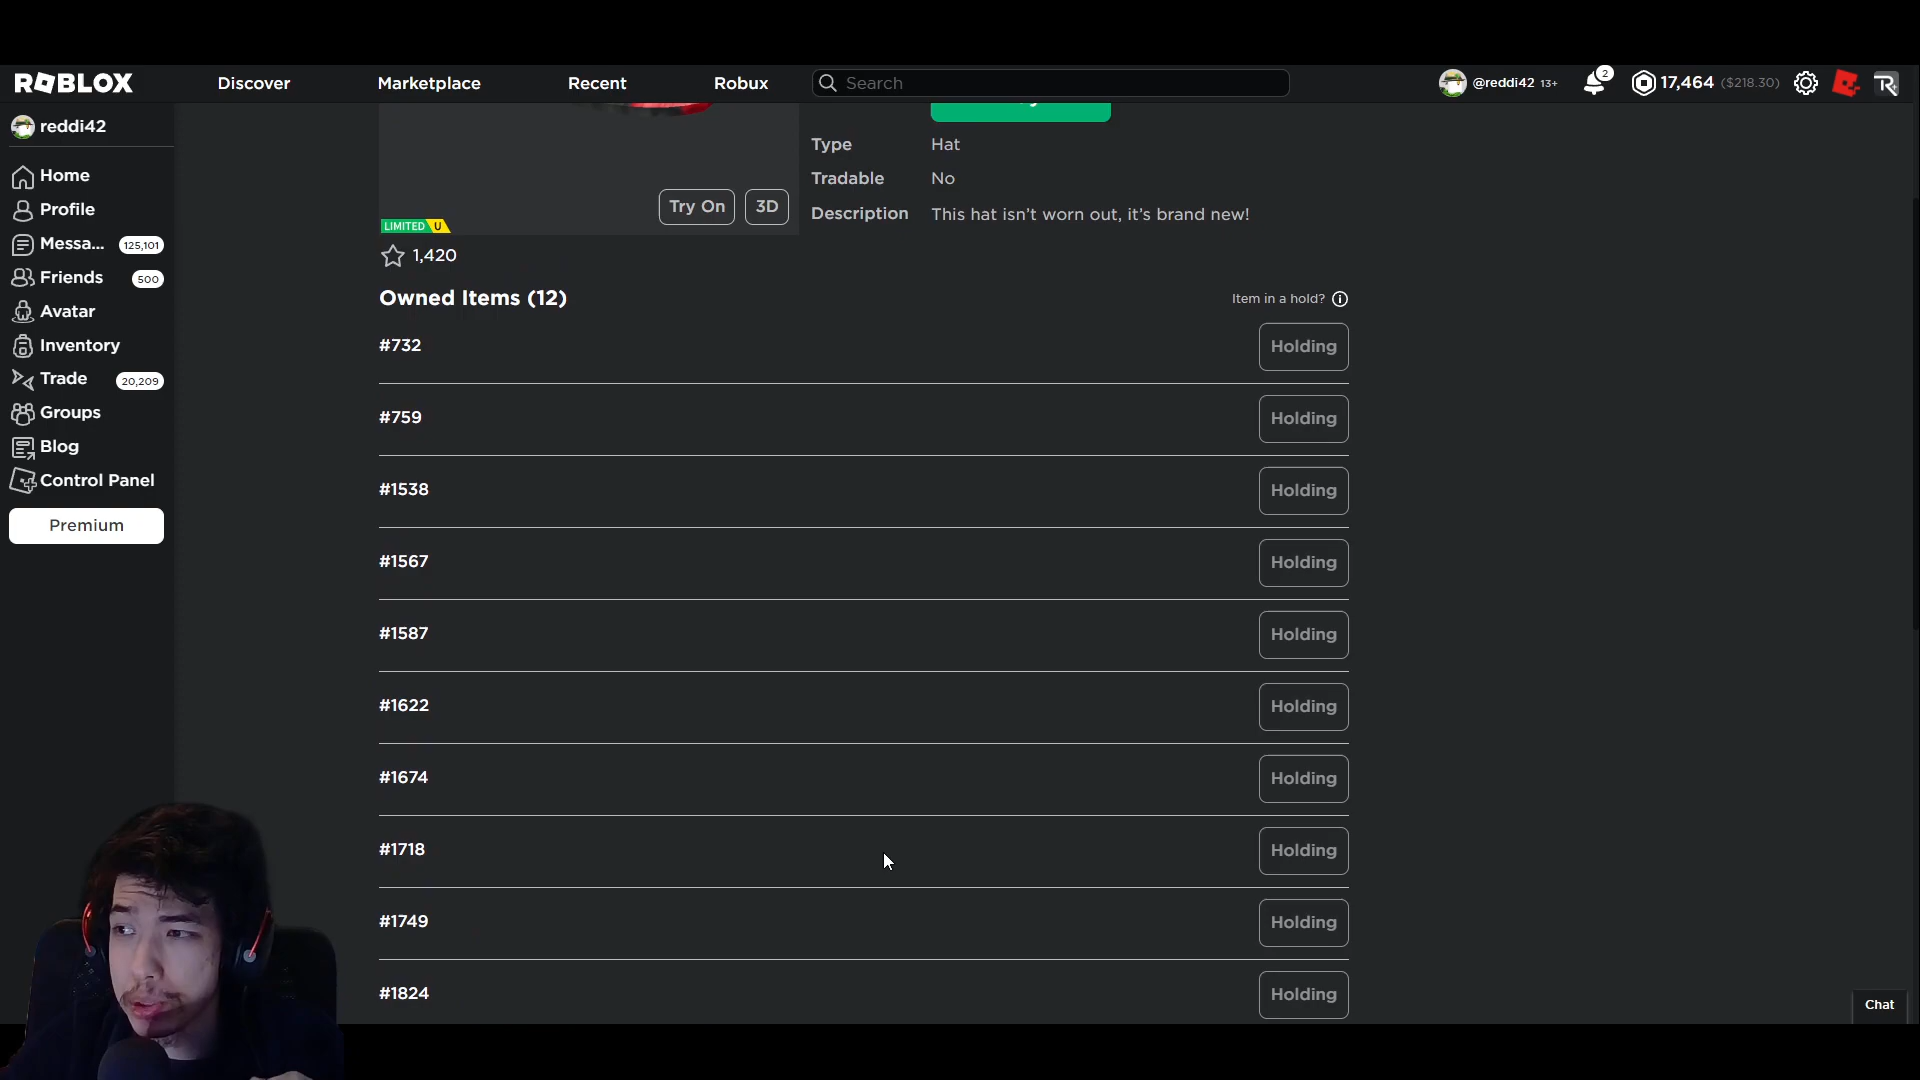 ROBLOX Discover Marketplace Recent Robux Search @reddi42 13+ 2 17,464 ($218.30)
reddi42
Home
Profile
Messa... 125,101
Friends 500
Avatar
Inventory
Trade 20,209
Groups
Blog
Control Panel
Premium
Try On 3D
LIMITED U
1,420
Type Hat
Tradable No
Description This hat isn't worn out, it's brand new!
Owned Items (12) Item in a hold?
#732 Holding
#759 Holding
#1538 Holding
#1567 Holding
#1587 Holding
#1622 Holding
#1674 Holding
#1718 Holding
#1749 Holding
#1824 Holding
Chat